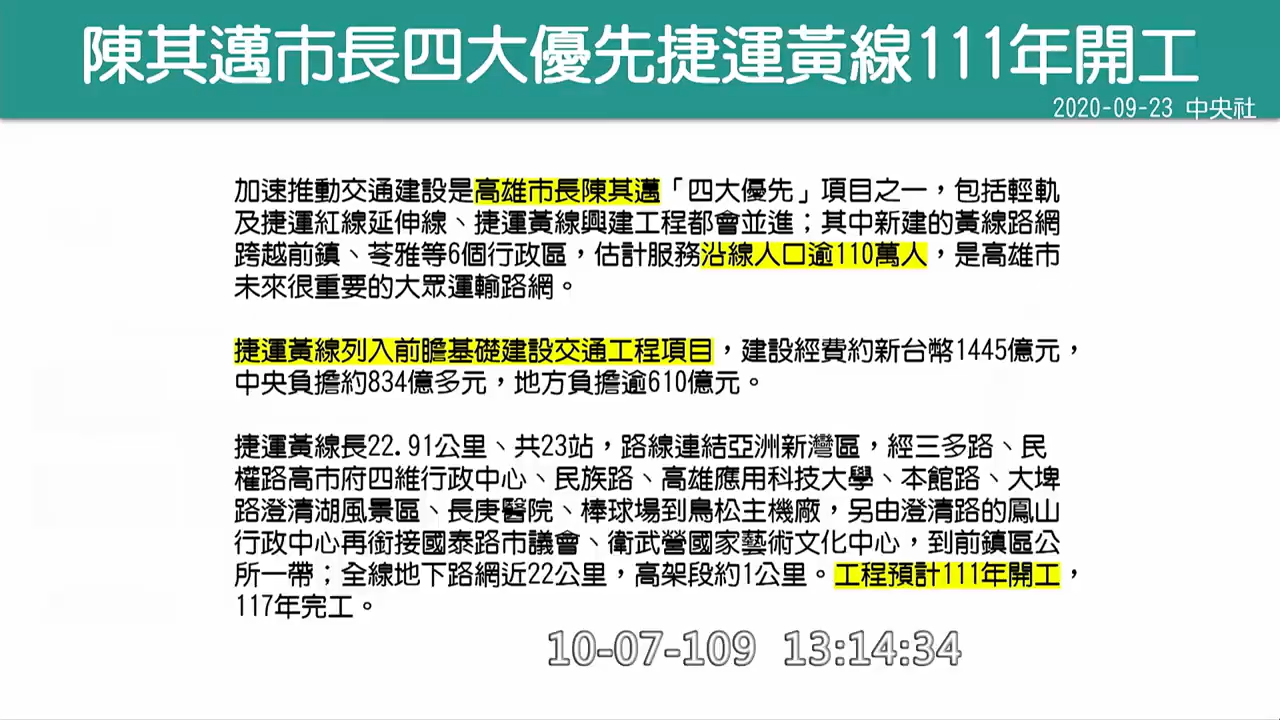 陳其邁市長四大優先捷運黃線111年開工
2020-09-23 中央社
加速推動交通建設是高雄市長陳其邁「四大優先」項目之一，包括輕軌
及捷運紅線延伸線、捷運黃線興建工程都會並進；其中新建的黃線路網
跨越前鎮、苓雅等6個行政區，估計服務沿線人口逾110萬人，是高雄市
未來很重要的大眾運輸路網。
捷運黃線列入前瞻基礎建設交通工程項目，建設經費約新台幣1445億元，
中央負擔約834億多元，地方負擔逾610億元。
捷運黃線長22.91公里、共23站，路線連結亞洲新灣區，經三多路、民
權路高市府四維行政中心、民族路、高雄應用科技大學、本館路、大埤
路澄清湖風景區、長庚醫院、棒球場到鳥松主機廠，另由澄清路的鳳山
行政中心再銜接國泰路市議會、衛武營國家藝術文化中心，到前鎮區公
所一帶；全線地下路網近22公里，高架段約1公里。工程預計111年開工，
117年完工。
10-07-109 13:14:34